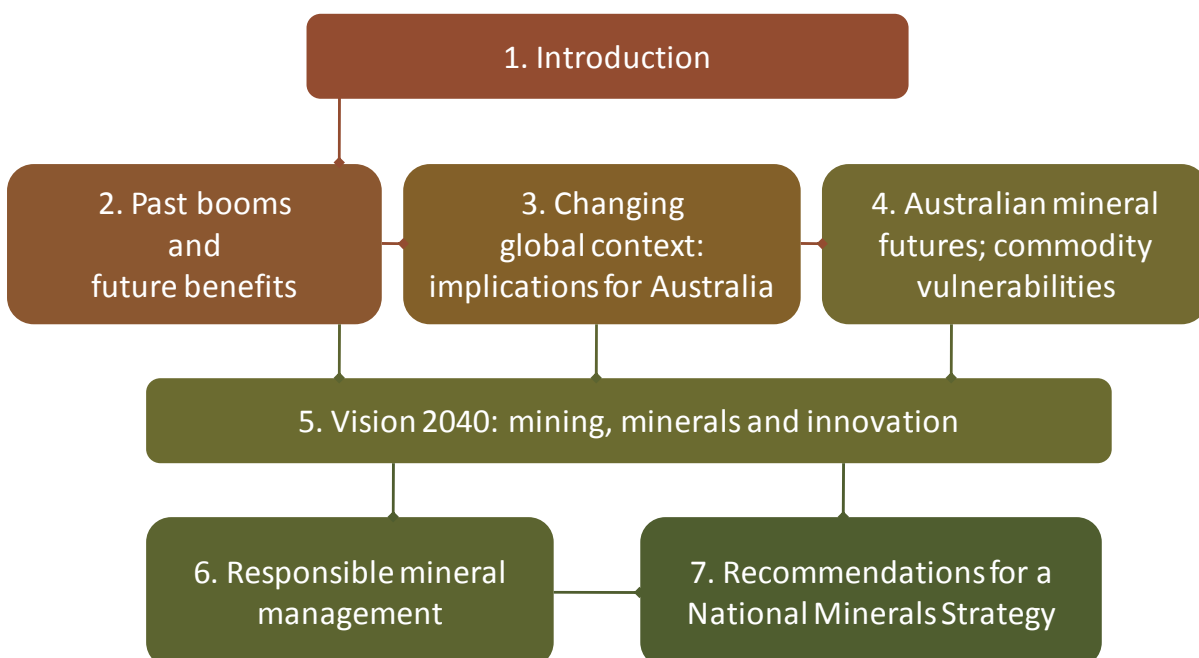 1. Introduction
2. Past booms
and
future benefits
3. Changing
global context:
implications for Australia
4. Australian mineral
futures; commodity
vulnerabilities
5. Vision 2040: mining, minerals and innovation
6. Responsible mineral
management
7. Recommendations for a
National Minerals Strategy